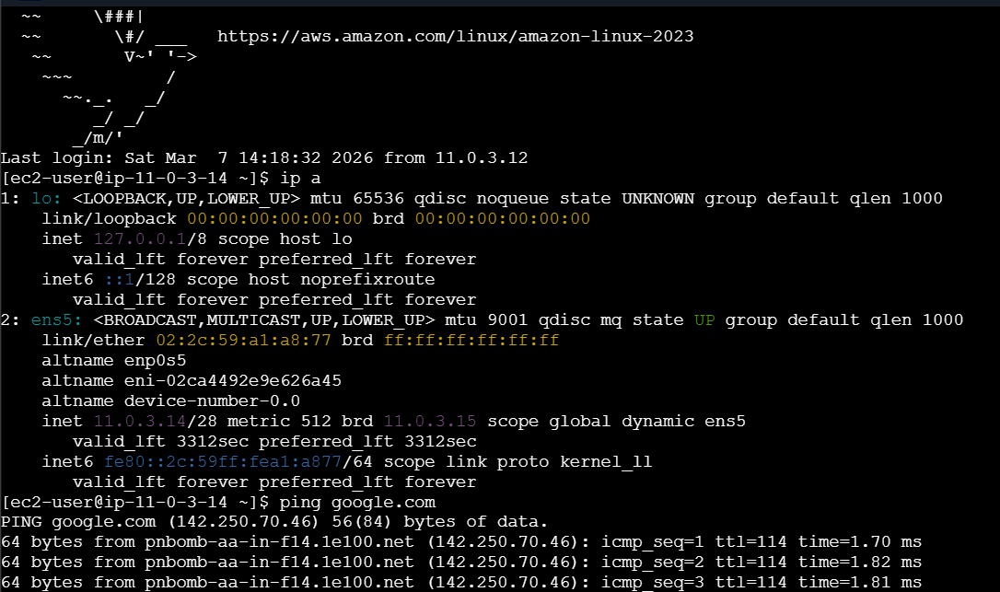 ~~      \###|
~~       \#/ ___   https://aws.amazon.com/linux/amazon-linux-2023
~~       V~' '->
~~~         /
~~._.   _/
_/ _/
_/m/'
Last login: Sat Mar  7 14:18:32 2026 from 11.0.3.12
[ec2-user@ip-11-0-3-14 ~]$ ip a
1: lo: <LOOPBACK,UP,LOWER_UP> mtu 65536 qdisc noqueue state UNKNOWN group default qlen 1000
    link/loopback 00:00:00:00:00:00 brd 00:00:00:00:00:00
    inet 127.0.0.1/8 scope host lo
       valid_lft forever preferred_lft forever
    inet6 ::1/128 scope host noprefixroute
       valid_lft forever preferred_lft forever
2: ens5: <BROADCAST,MULTICAST,UP,LOWER_UP> mtu 9001 qdisc mq state UP group default qlen 1000
    link/ether 02:2c:59:a1:a8:77 brd ff:ff:ff:ff:ff:ff
    altname enp0s5
    altname eni-02ca4492e9e626a45
    altname device-number-0.0
    inet 11.0.3.14/28 metric 512 brd 11.0.3.15 scope global dynamic ens5
       valid_lft 3312sec preferred_lft 3312sec
    inet6 fe80::2c:59ff:fea1:a877/64 scope link proto kernel_ll
       valid_lft forever preferred_lft forever
[ec2-user@ip-11-0-3-14 ~]$ ping google.com
PING google.com (142.250.70.46) 56(84) bytes of data.
64 bytes from pnbomb-aa-in-f14.1e100.net (142.250.70.46): icmp_seq=1 ttl=114 time=1.70 ms
64 bytes from pnbomb-aa-in-f14.1e100.net (142.250.70.46): icmp_seq=2 ttl=114 time=1.82 ms
64 bytes from pnbomb-aa-in-f14.1e100.net (142.250.70.46): icmp_seq=3 ttl=114 time=1.81 ms